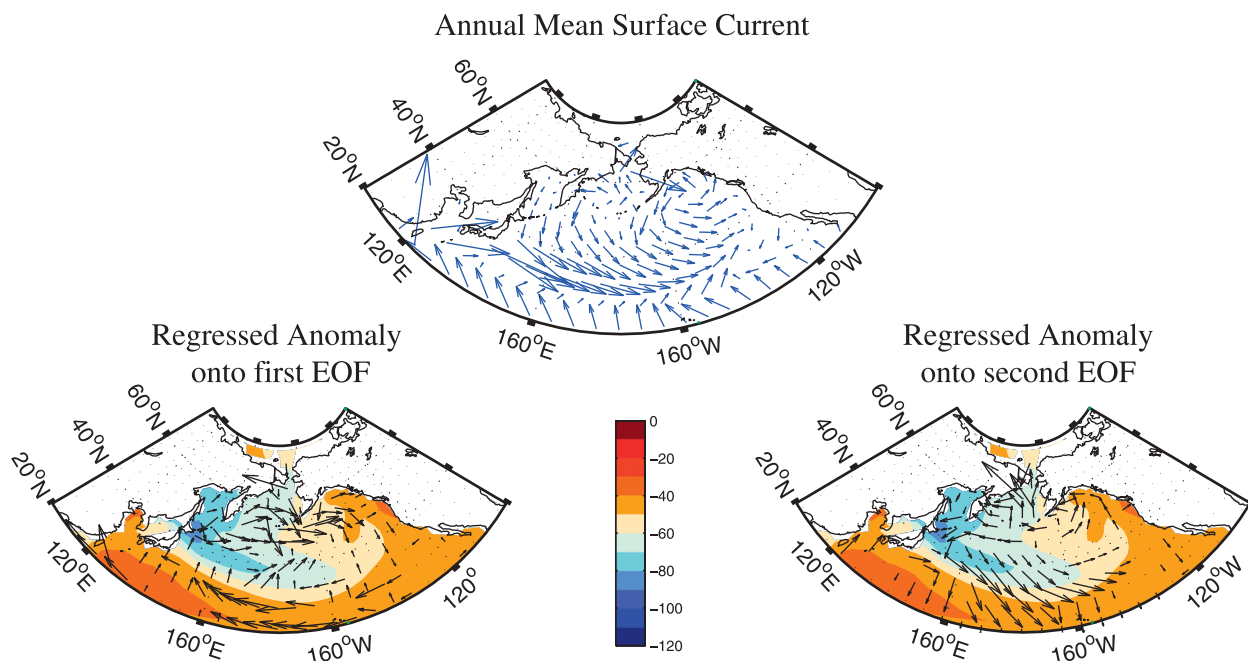 Annual Mean Surface Current
60°N
40°N
20°N
120°E
160°E
160°W
120°W
Regressed Anomaly
onto first EOF
60°N
40°N
20°N
120°E
160°E
160°W
120°
0
−20
−40
−60
−80
−100
−120
Regressed Anomaly
onto second EOF
60°N
40°N
20°N
120°E
160°E
160°W
120°W